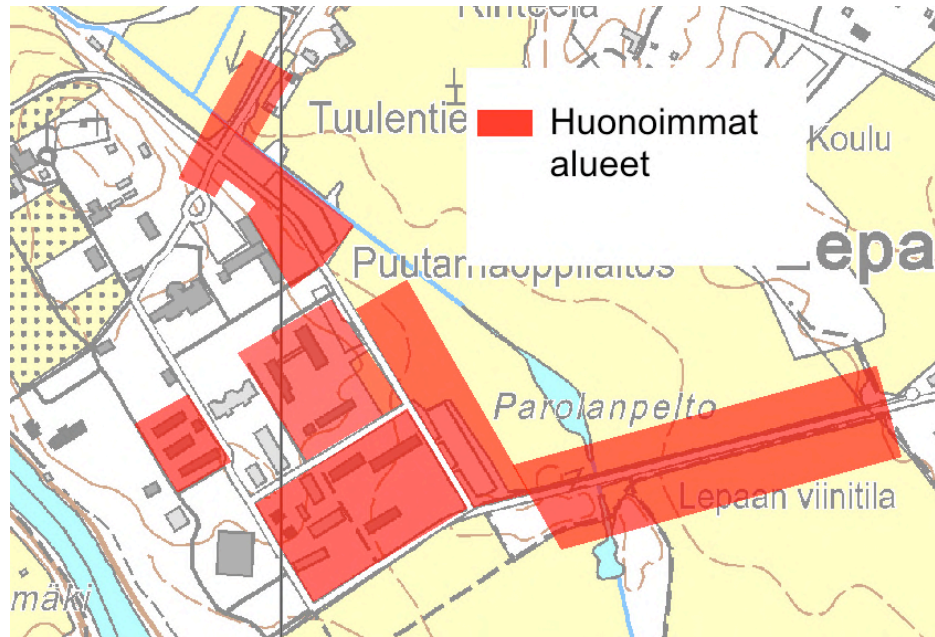 Tuulentie
Huonoimmat
alueet
Koulu
Puutarhaoppilaitos
Parolanpelto
Lepaan viinitila
mäki